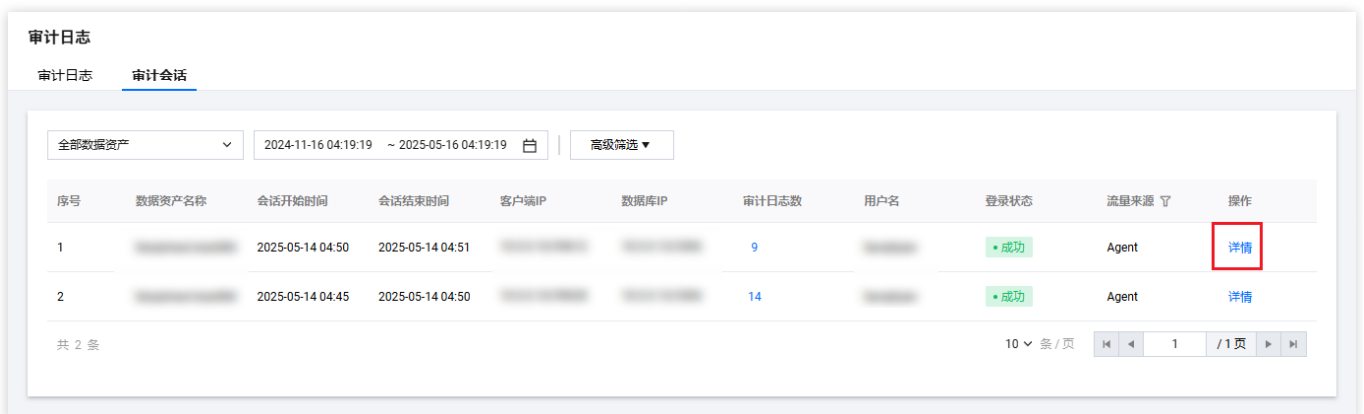 审计日志
审计日志 审计会话
全部数据资产 2024-11-16 04:19:19 ~ 2025-05-16 04:19:19 高级筛选 ▼
序号 数据资产名称 会话开始时间 会话结束时间 客户端IP 数据库IP 审计日志数 用户名 登录状态 流量来源 操作
1 2025-05-14 04:50 2025-05-14 04:51 9 • 成功 Agent 详情
2 2025-05-14 04:45 2025-05-14 04:50 14 • 成功 Agent 详情
共 2 条 10 条 / 页 1 / 1 页